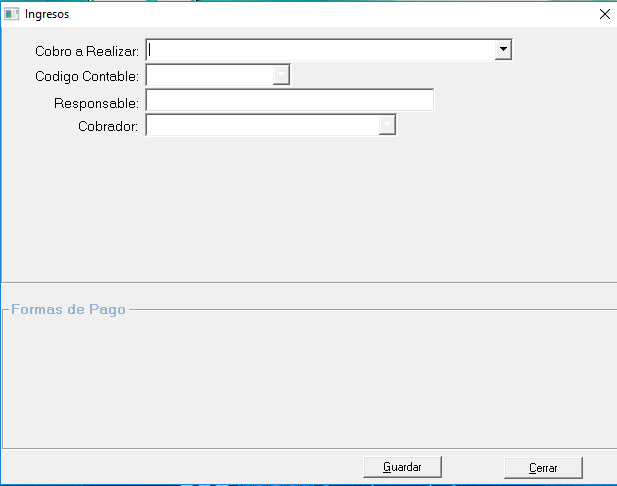 Ingresos
Cobro a Realizar:
Codigo Contable:
Responsable:
Cobrador:
Formas de Pago
Guardar
Cerrar